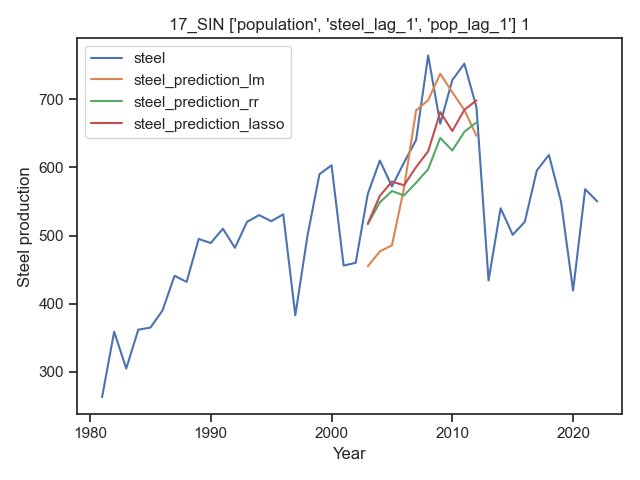 17_SIN ['population', 'steel_lag_1', 'pop_lag_1'] 1
steel
steel_prediction_lm
steel_prediction_rr
steel_prediction_lasso
Steel production
700
600
500
400
300
1980
1990
2000
2010
2020
Year